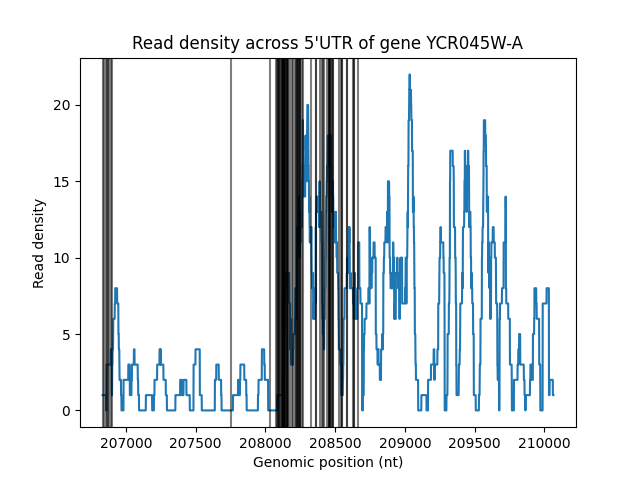 Read density across 5'UTR of gene YCR045W-A
Read density
20
15
10
5
0
207000 207500 208000 208500 209000 209500 210000
Genomic position (nt)